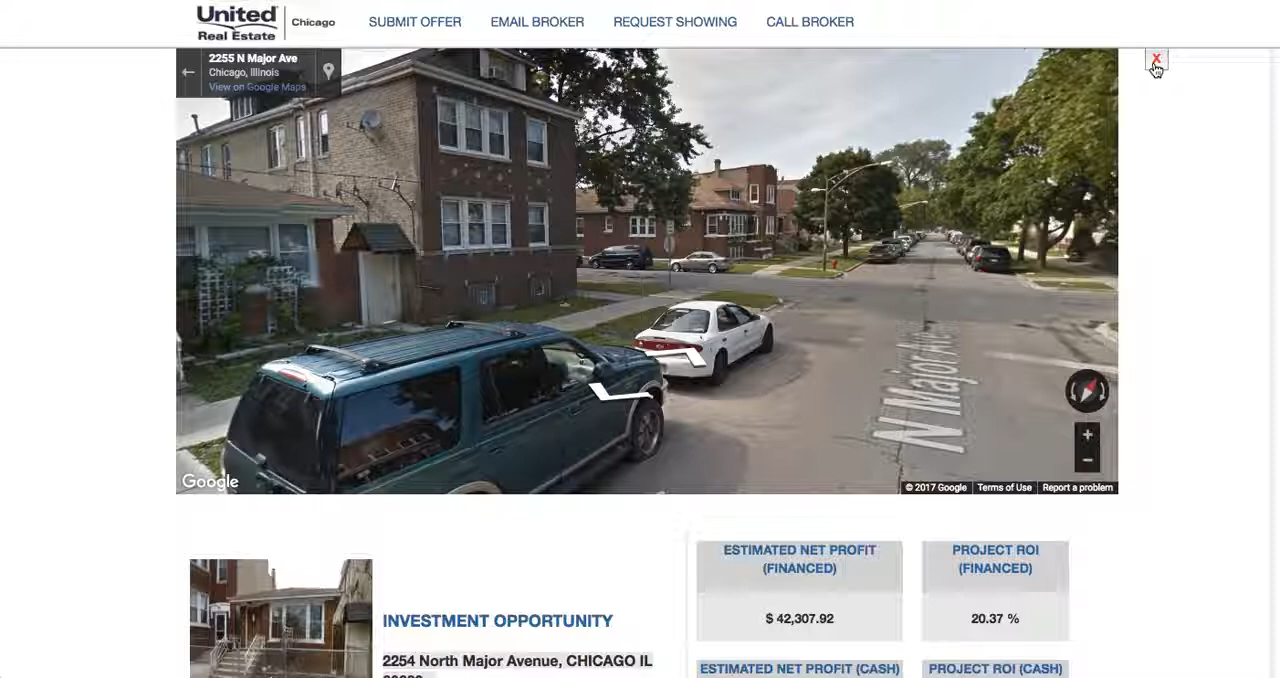 United
Real Estate
Chicago
SUBMIT OFFER
EMAIL BROKER
REQUEST SHOWING
CALL BROKER
2255 N Major Ave
Chicago, Illinois
View on Google Maps
X
N Major Ave
Google
© 2017 Google
Terms of Use
Report a problem
INVESTMENT OPPORTUNITY
2254 North Major Avenue, CHICAGO IL
ESTIMATED NET PROFIT
(FINANCED)
$ 42,307.92
PROJECT ROI
(FINANCED)
20.37 %
ESTIMATED NET PROFIT (CASH)
PROJECT ROI (CASH)